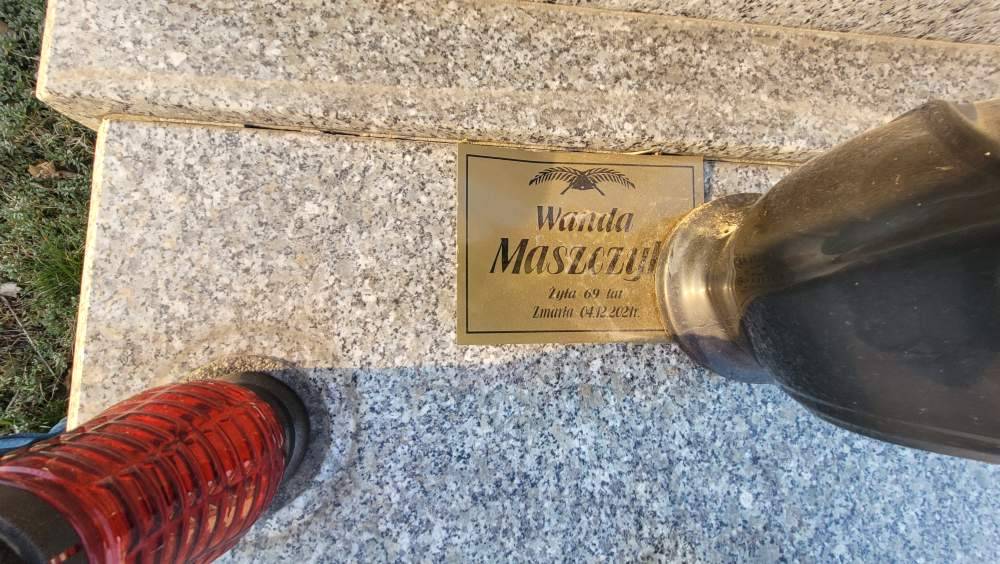 Wanda
Maszczyk
Żyła 69 lat
Zmarła 04.12.2021r.